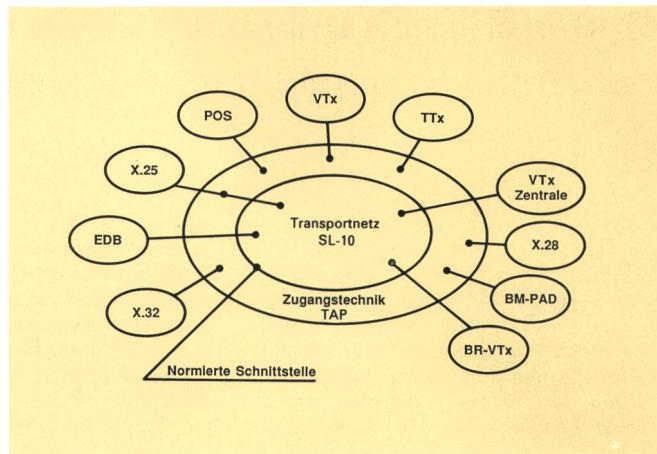 VTx
POS
TTx
X.25
VTx
Zentrale
Transportnetz
SL-10
EDB
X.28
X.32
Zugangstechnik
TAP
BM-PAD
BR-VTx
Normierte Schnittstelle